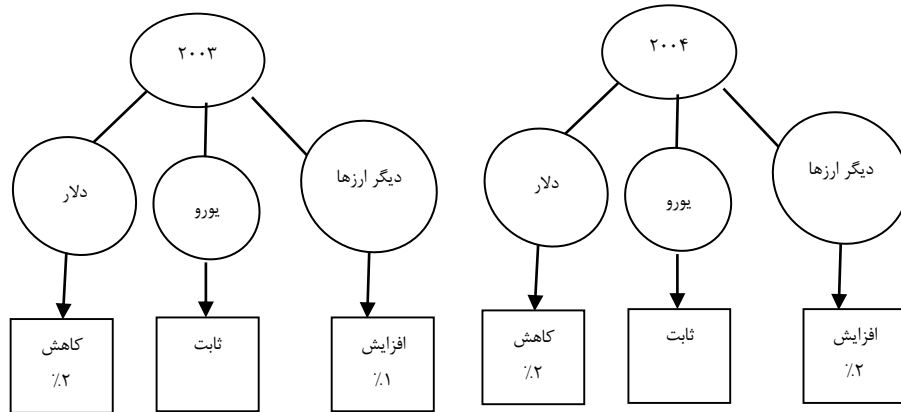 ۲۰۰۳
دلار
یورو
دیگر ارزها
کاهش
٪۲
ثابت
افزایش
٪۱
۲۰۰۴
دلار
یورو
دیگر ارزها
کاهش
٪۲
ثابت
افزایش
٪۲